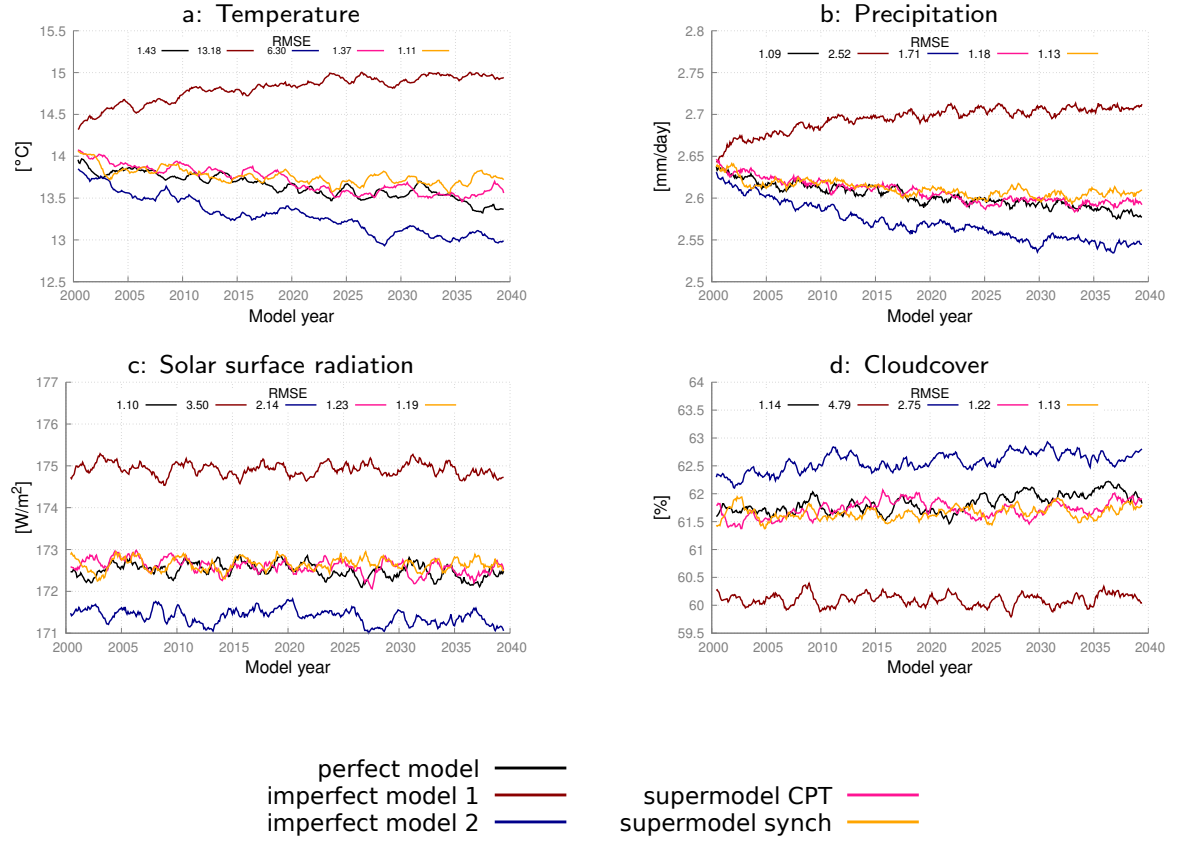 a: Temperature
RMSE
1.43 13.18 6.30 1.37 1.11
15.5
15
14.5
14
13.5
13
12.5
[°C]
2000 2005 2010 2015 2020 2025 2030 2035 2040
Model year
b: Precipitation
RMSE
1.09 2.52 1.71 1.18 1.13
2.8
2.75
2.7
2.65
2.6
2.55
2.5
[mm/day]
2000 2005 2010 2015 2020 2025 2030 2035 2040
Model year
c: Solar surface radiation
RMSE
1.10 3.50 2.14 1.23 1.19
177
176
175
174
173
172
171
[W/m²]
2000 2005 2010 2015 2020 2025 2030 2035 2040
Model year
d: Cloudcover
RMSE
1.14 4.79 2.75 1.22 1.13
64
63.5
63
62.5
62
61.5
61
60.5
60
59.5
[%]
2000 2005 2010 2015 2020 2025 2030 2035 2040
Model year
perfect model
imperfect model 1
imperfect model 2
supermodel CPT
supermodel synch